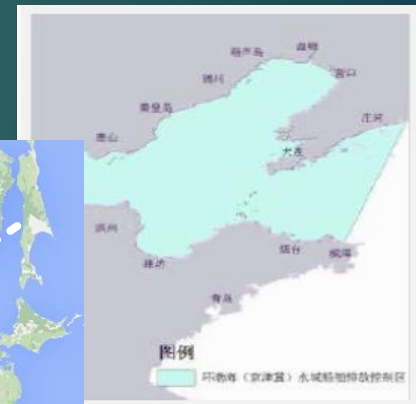 葫芦岛 盘锦
锦州 营口
秦皇岛 庄河
唐山 大连
滨州
潍坊 烟台 威海
青岛
图例
环渤海（京津冀）水域船舶排放控制区